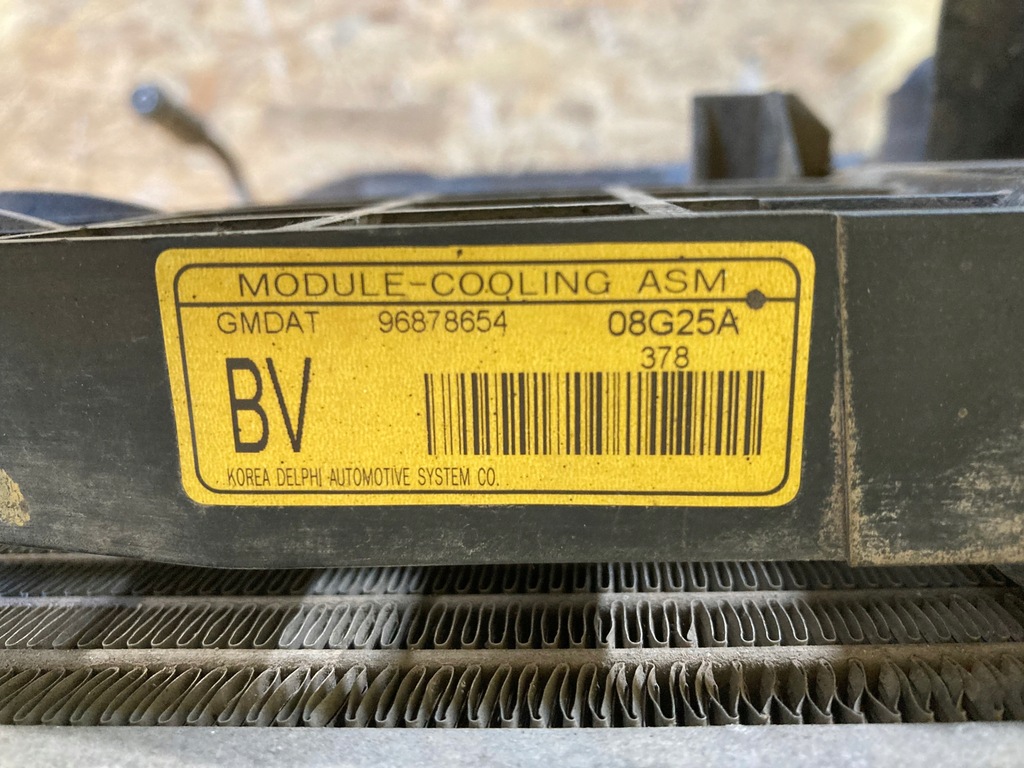 MODULE-COOLING ASM
GMDAT 96878654 08G25A
378
BV
KOREA DELPHI AUTOMOTIVE SYSTEM CO.